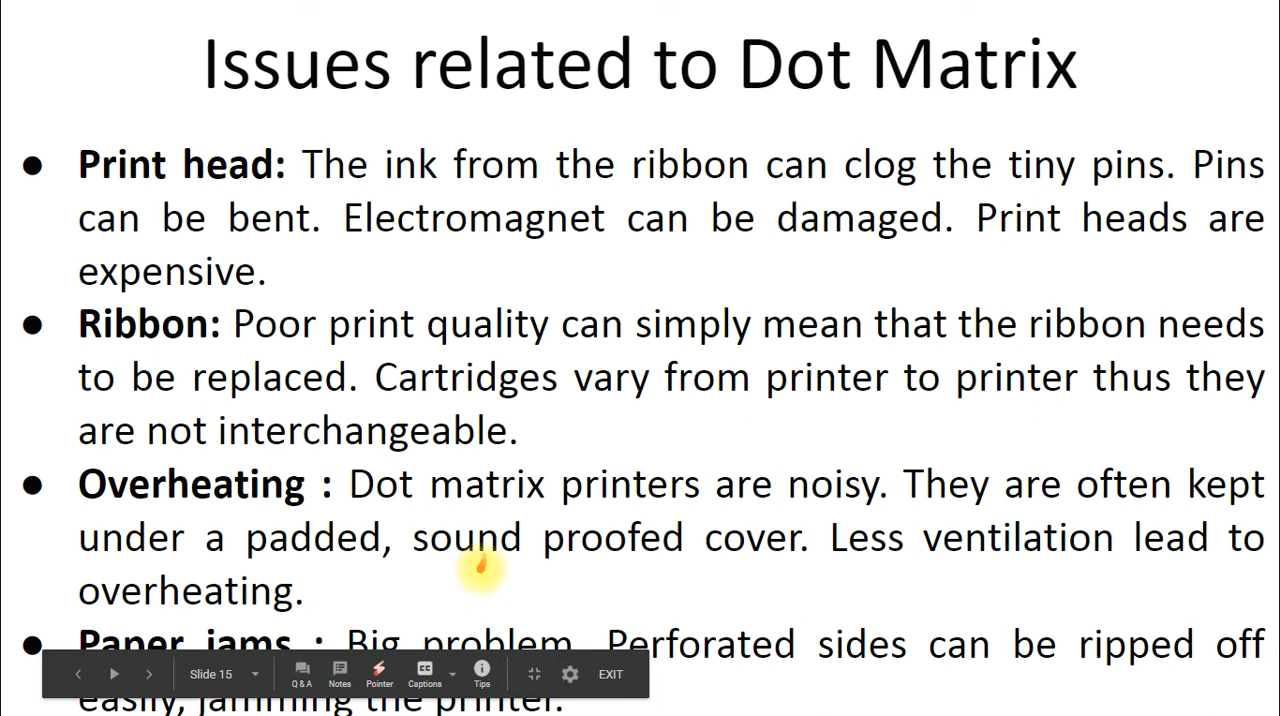 Issues related to Dot Matrix
● Print head: The ink from the ribbon can clog the tiny pins. Pins
can be bent. Electromagnet can be damaged. Print heads are
expensive.
● Ribbon: Poor print quality can simply mean that the ribbon needs
to be replaced. Cartridges vary from printer to printer thus they
are not interchangeable.
● Overheating : Dot matrix printers are noisy. They are often kept
under a padded, sound proofed cover. Less ventilation lead to
overheating.
● Paper jams : Big problem. Perforated sides can be ripped off
easily, jamming the printer.
Slide 15
Q & A
Notes
Pointer
CC
Captions
Tips
EXIT